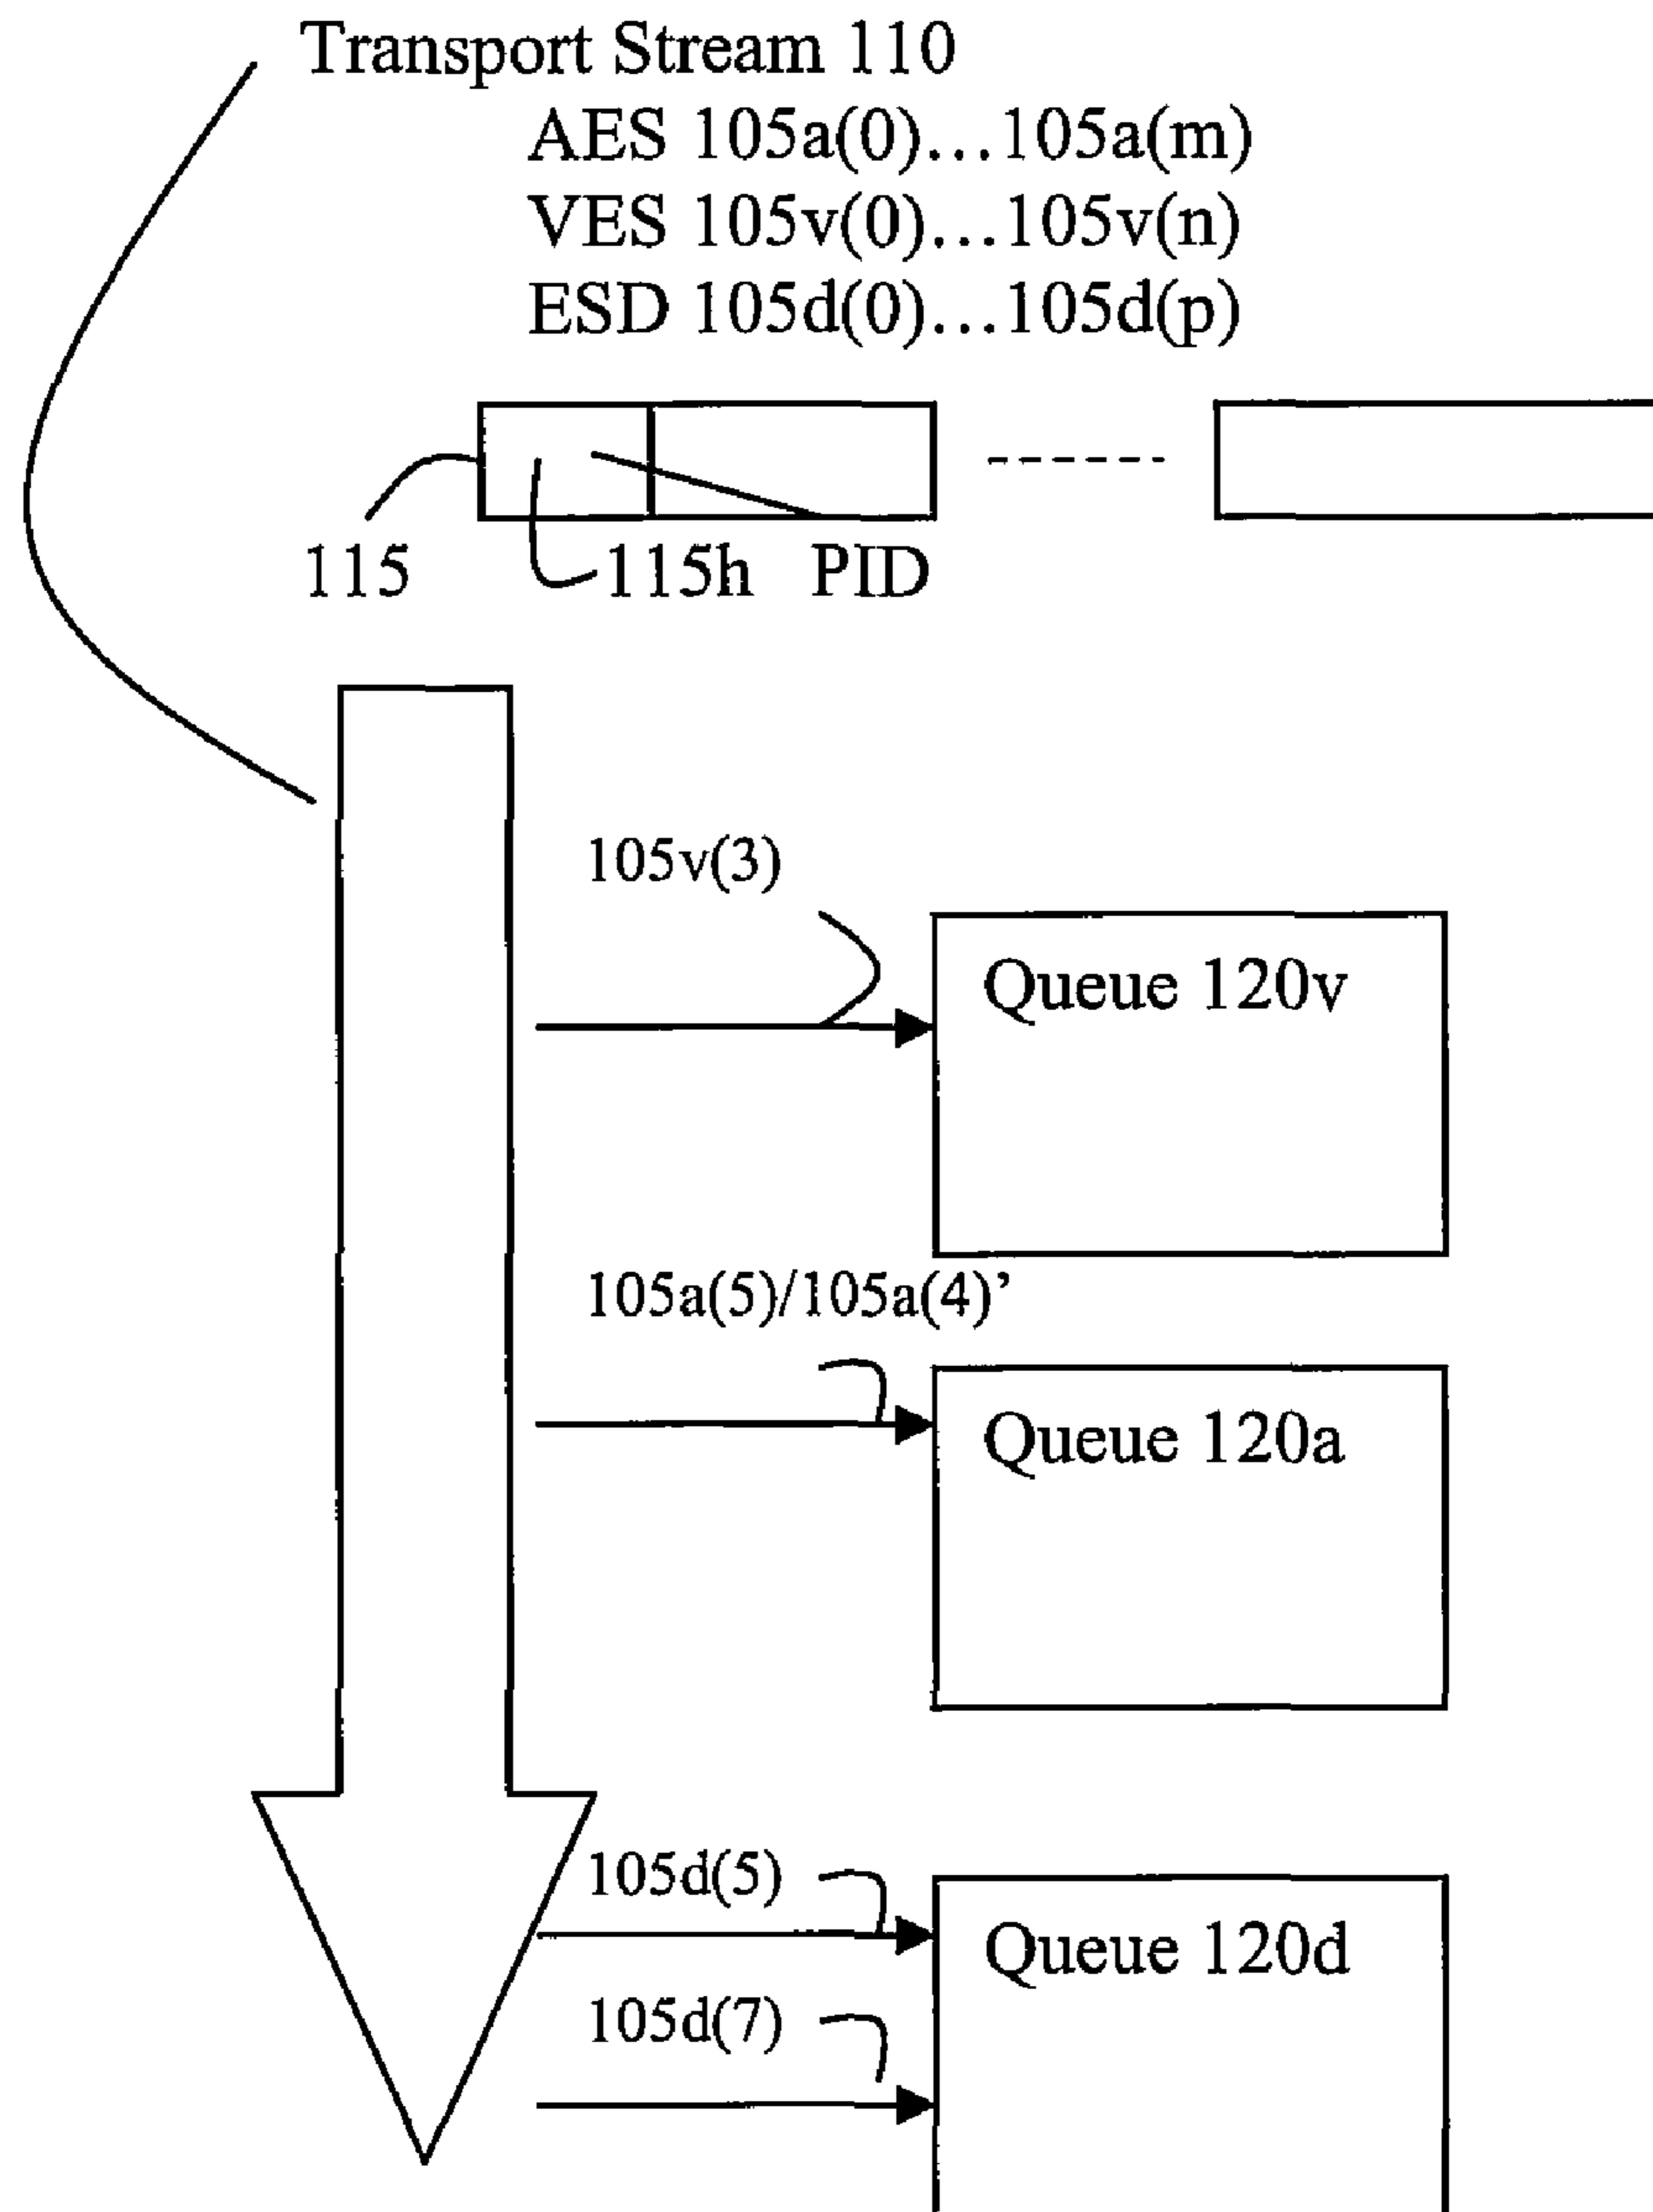 Transport Stream 110
AES 105a(0)...105a(m)
VES 105v(0)...105v(n)
ESD 105d(0)...105d(p)
115 115h PID
105v(3)
Queue 120v
105a(5)/105a(4)’
Queue 120a
105d(5)
Queue 120d
105d(7)